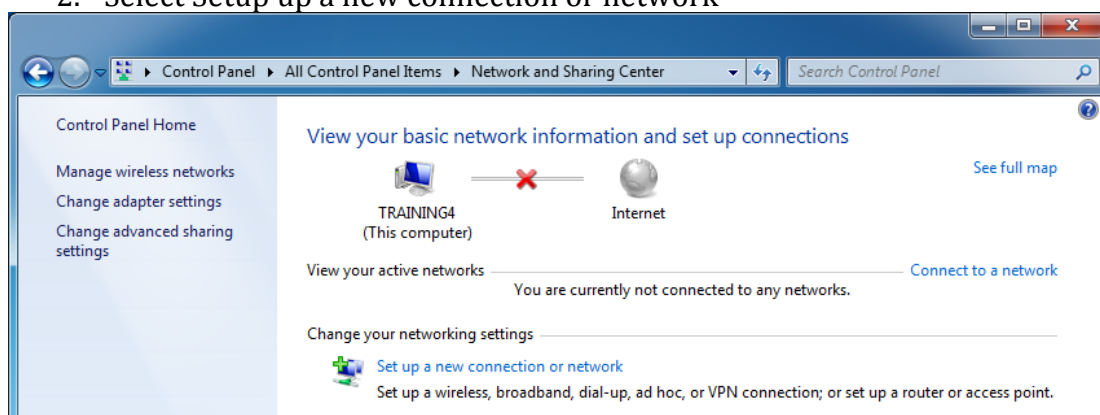 2. Select Setup up a new connection or network
Control Panel ▸ All Control Panel Items ▸ Network and Sharing Center
Search Control Panel
Control Panel Home
View your basic network information and set up connections
Manage wireless networks
See full map
Change adapter settings
TRAINING4
(This computer)
Internet
Change advanced sharing
settings
View your active networks
Connect to a network
You are currently not connected to any networks.
Change your networking settings
Set up a new connection or network
Set up a wireless, broadband, dial-up, ad hoc, or VPN connection; or set up a router or access point.